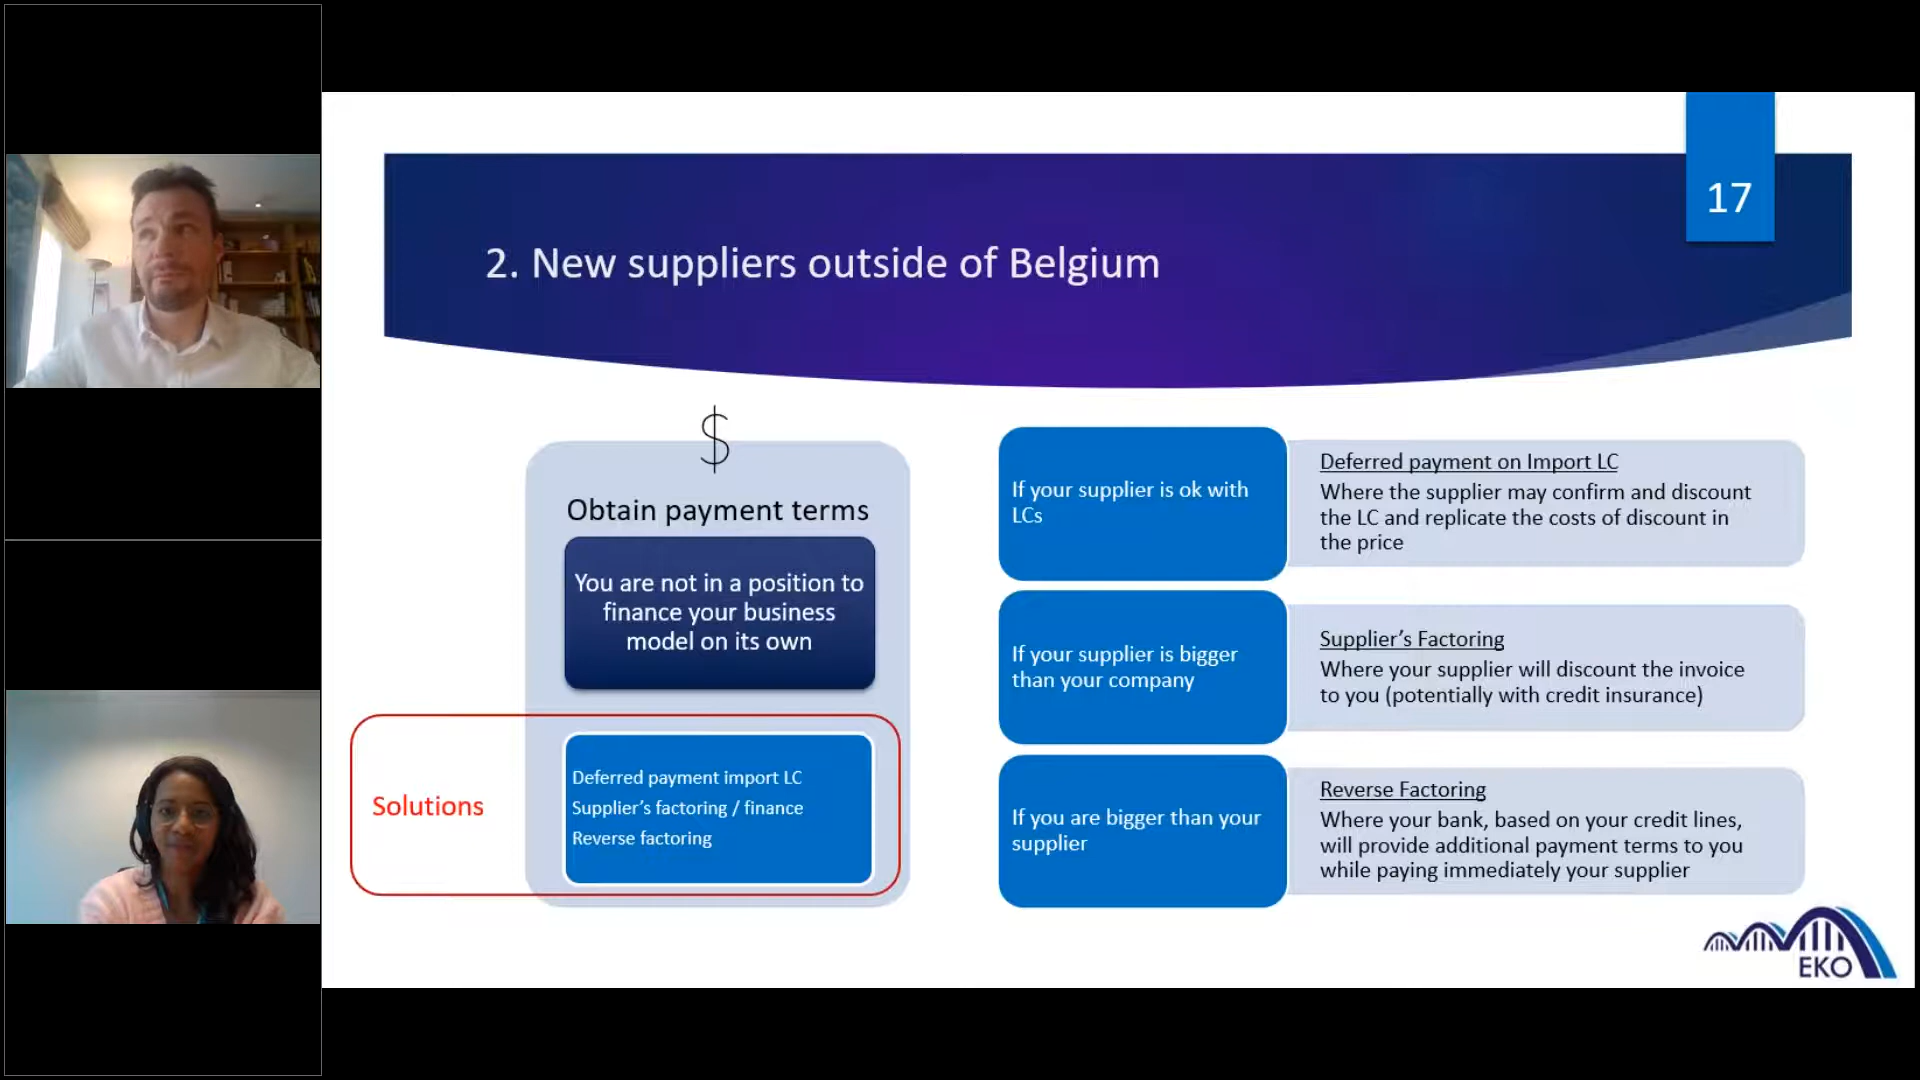 17
2. New suppliers outside of Belgium
$
Obtain payment terms
You are not in a position to
finance your business
model on its own
Solutions
Deferred payment import LC
Supplier’s factoring / finance
Reverse factoring
If your supplier is ok with
LCs
Deferred payment on Import LC
Where the supplier may confirm and discount
the LC and replicate the costs of discount in
the price
If your supplier is bigger
than your company
Supplier’s Factoring
Where your supplier will discount the invoice
to you (potentially with credit insurance)
If you are bigger than your
supplier
Reverse Factoring
Where your bank, based on your credit lines,
will provide additional payment terms to you
while paying immediately your supplier
EKO